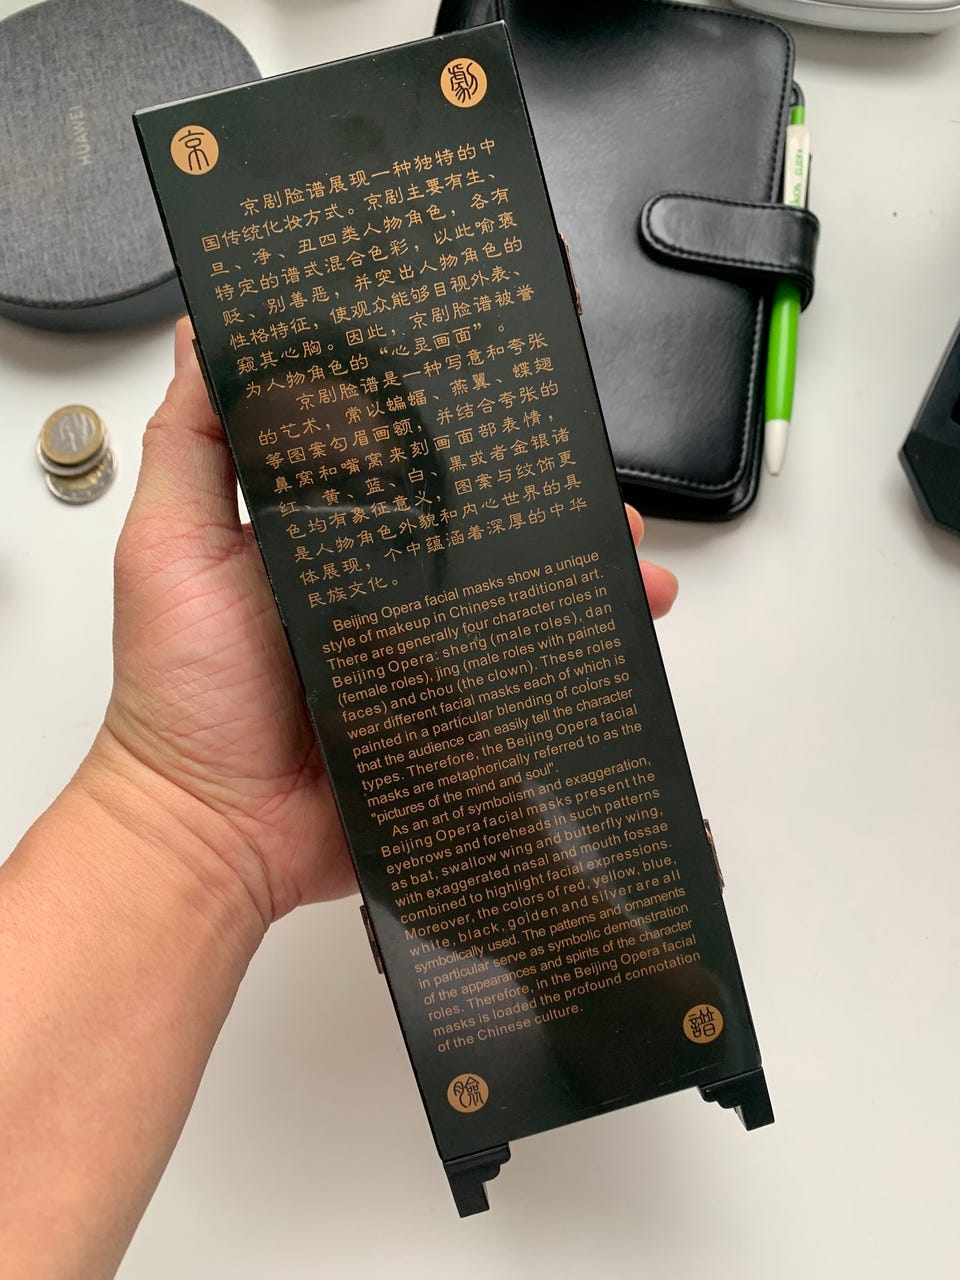 HUAWEI
京
劇
京剧脸谱展现一种独特的中
国传统化妆方式。京剧主要有生、
旦、净、丑四类人物角色，各有
特定的谱式混合色彩，以此喻褒
贬、别善恶，并突出人物角色的
性格特征，使观众能够目视外表、
窥其心胸。因此，京剧脸谱被誉
为人物角色的“心灵画面”。
京剧脸谱是一种写意和夸张
的艺术，常以蝙蝠、燕翼、蝶翅
等图案勾眉画额，并结合夸张的
鼻窝和嘴窝来刻画面部表情，
红、黄、蓝、白、黑或者金银诸
色均有象征意义，图案与纹饰更
是人物角色外貌和内心世界的具
体展现，个中蕴涵着深厚的中华
民族文化。
Beijing Opera facial masks show a unique
style of makeup in Chinese traditional art.
There are generally four character roles in
Beijing Opera: sheng (male roles), dan
(female roles), jing (male roles with painted
faces) and chou (the clown). These roles
wear different facial masks each of which is
painted in a particular blending of colors so
that the audience can easily tell the character
types. Therefore, the Beijing Opera facial
masks are metaphorically referred to as the
"pictures of the mind and soul".
As an art of symbolism and exaggeration,
Beijing Opera facial masks present the
eyebrows and foreheads in such patterns
as bat, swallow wing and butterfly wing,
with exaggerated nasal and mouth fossae
combined to highlight facial expressions.
Moreover, the colors of red, yellow, blue,
white, black, golden and silver are all
symbolically used. The patterns and ornaments
in particular serve as symbolic demonstration
of the appearances and spirits of the character
roles. Therefore, in the Beijing Opera facial
masks is loaded the profound connotation
of the Chinese culture.
臉
譜